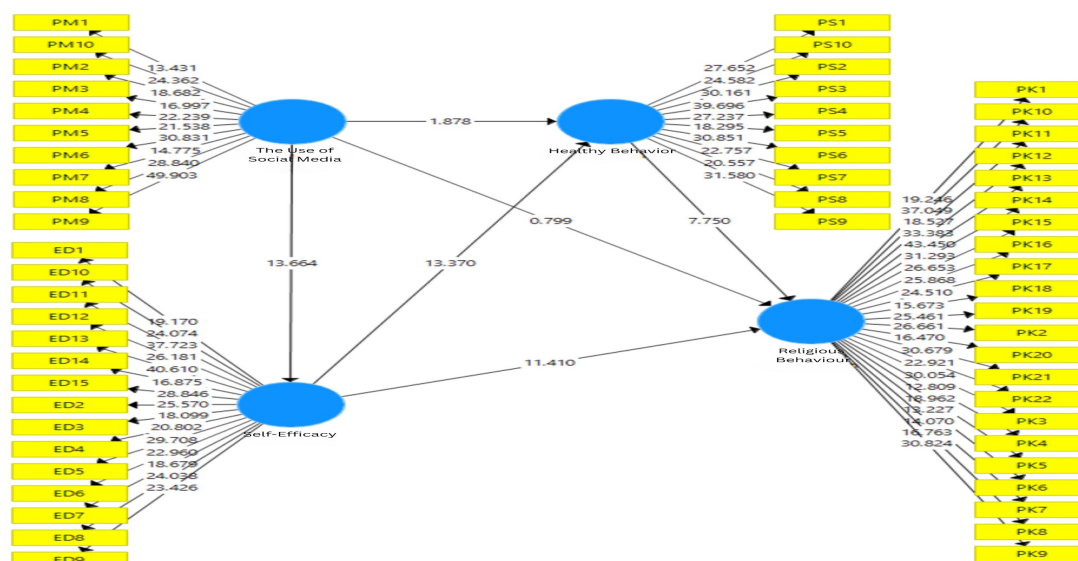 PM1
PM10
PM2
PM3
PM4
PM5
PM6
PM7
PM8
PM9
13.431
24.362
18.682
16.997
22.239
21.538
30.831
14.775
28.840
49.903
The Use of
Social Media
1.878
Healthy Behavior
27.652
24.582
30.161
39.696
27.237
18.295
30.851
22.757
20.557
31.580
PS1
PS10
PS2
PS3
PS4
PS5
PS6
PS7
PS8
PS9
0.799
7.750
13.664
13.370
11.410
ED1
ED10
ED11
ED12
ED13
ED14
ED15
ED2
ED3
ED4
ED5
ED6
ED7
ED8
ED9
19.170
24.074
37.723
26.181
40.610
16.875
28.846
25.570
18.099
20.802
29.708
22.960
18.679
24.038
23.426
Self-Efficacy
Religious
Behaviour
19.246
37.049
18.527
33.383
43.450
31.293
26.653
25.868
24.510
15.673
25.461
26.661
16.470
30.679
22.921
30.054
12.809
18.962
14.070
16.763
30.824
PK1
PK10
PK11
PK12
PK13
PK14
PK15
PK16
PK17
PK18
PK19
PK2
PK20
PK21
PK22
PK3
PK4
PK5
PK6
PK7
PK8
PK9